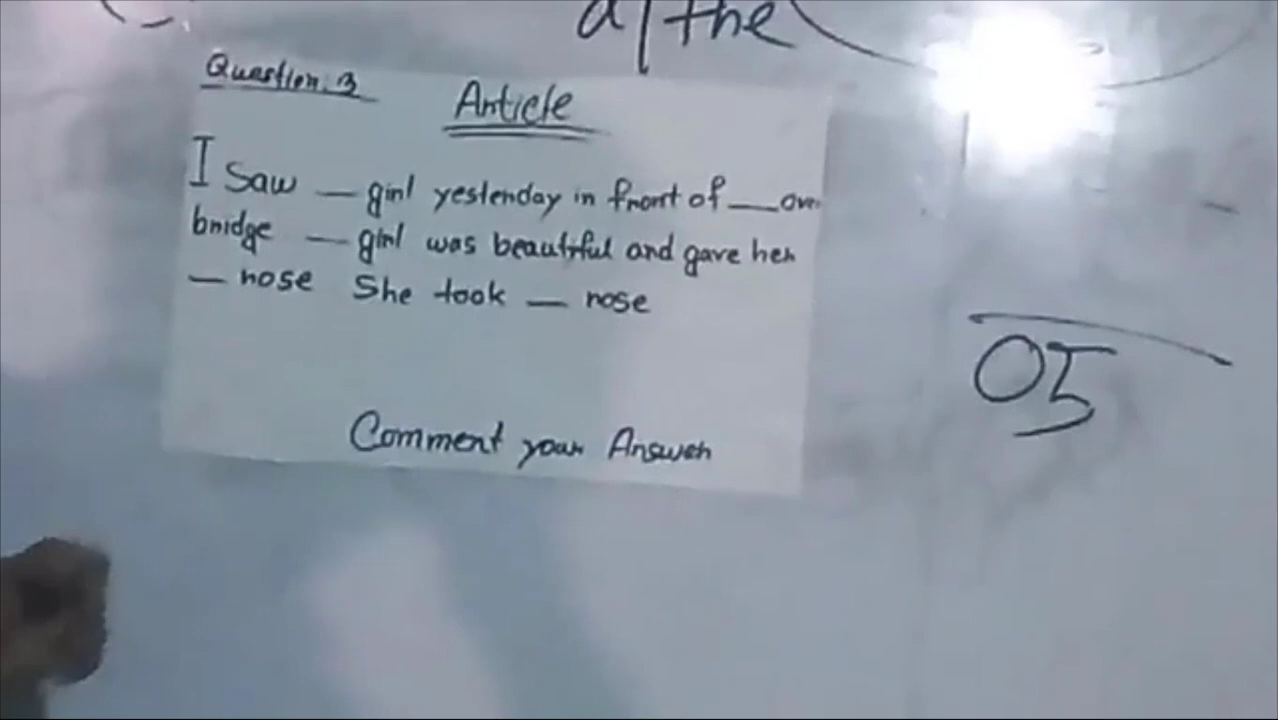 a/the
Question: 3
Article
I saw __ girl yesterday in front of __ over
bridge __ girl was beautiful and gave her
__ rose She took __ rose
Comment your Answer
05